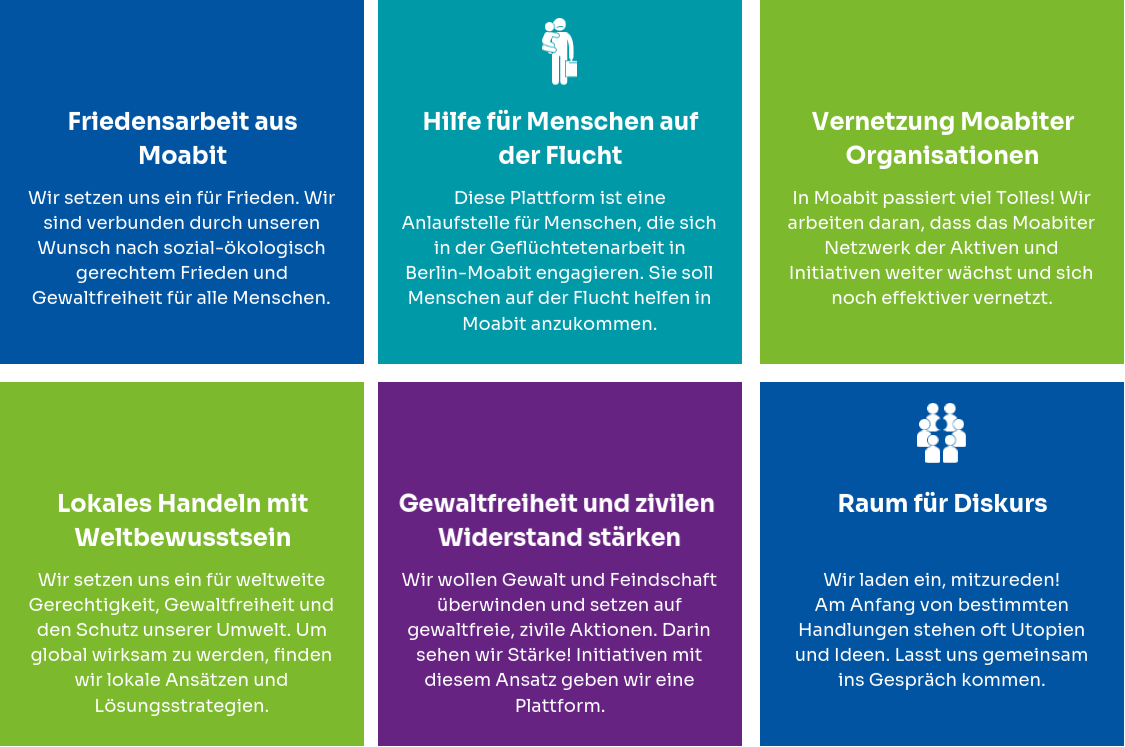 Friedensarbeit aus
Moabit
Wir setzen uns ein für Frieden. Wir
sind verbunden durch unseren
Wunsch nach sozial-ökologisch
gerechtem Frieden und
Gewaltfreiheit für alle Menschen.
Hilfe für Menschen auf
der Flucht
Diese Plattform ist eine
Anlaufstelle für Menschen, die sich
in der Geflüchtetenarbeit in
Berlin-Moabit engagieren. Sie soll
Menschen auf der Flucht helfen in
Moabit anzukommen.
Vernetzung Moabiter
Organisationen
In Moabit passiert viel Tolles! Wir
arbeiten daran, dass das Moabiter
Netzwerk der Aktiven und
Initiativen weiter wächst und sich
noch effektiver vernetzt.
Lokales Handeln mit
Weltbewusstsein
Wir setzen uns ein für weltweite
Gerechtigkeit, Gewaltfreiheit und
den Schutz unserer Umwelt. Um
global wirksam zu werden, finden
wir lokale Ansätzen und
Lösungsstrategien.
Gewaltfreiheit und zivilen
Widerstand stärken
Wir wollen Gewalt und Feindschaft
überwinden und setzen auf
gewaltfreie, zivile Aktionen. Darin
sehen wir Stärke! Initiativen mit
diesem Ansatz geben wir eine
Plattform.
Raum für Diskurs
Wir laden ein, mitzureden!
Am Anfang von bestimmten
Handlungen stehen oft Utopien
und Ideen. Lasst uns gemeinsam
ins Gespräch kommen.